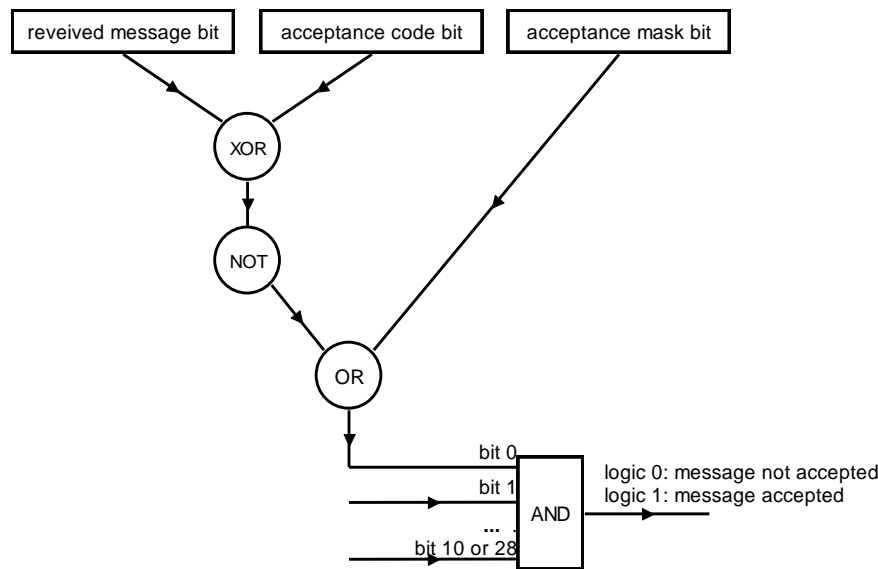 reveived message bit
acceptance code bit
acceptance mask bit
XOR
NOT
OR
bit 0
logic 0: message not accepted
bit 1
logic 1: message accepted
AND
... .
bit 10 or 28